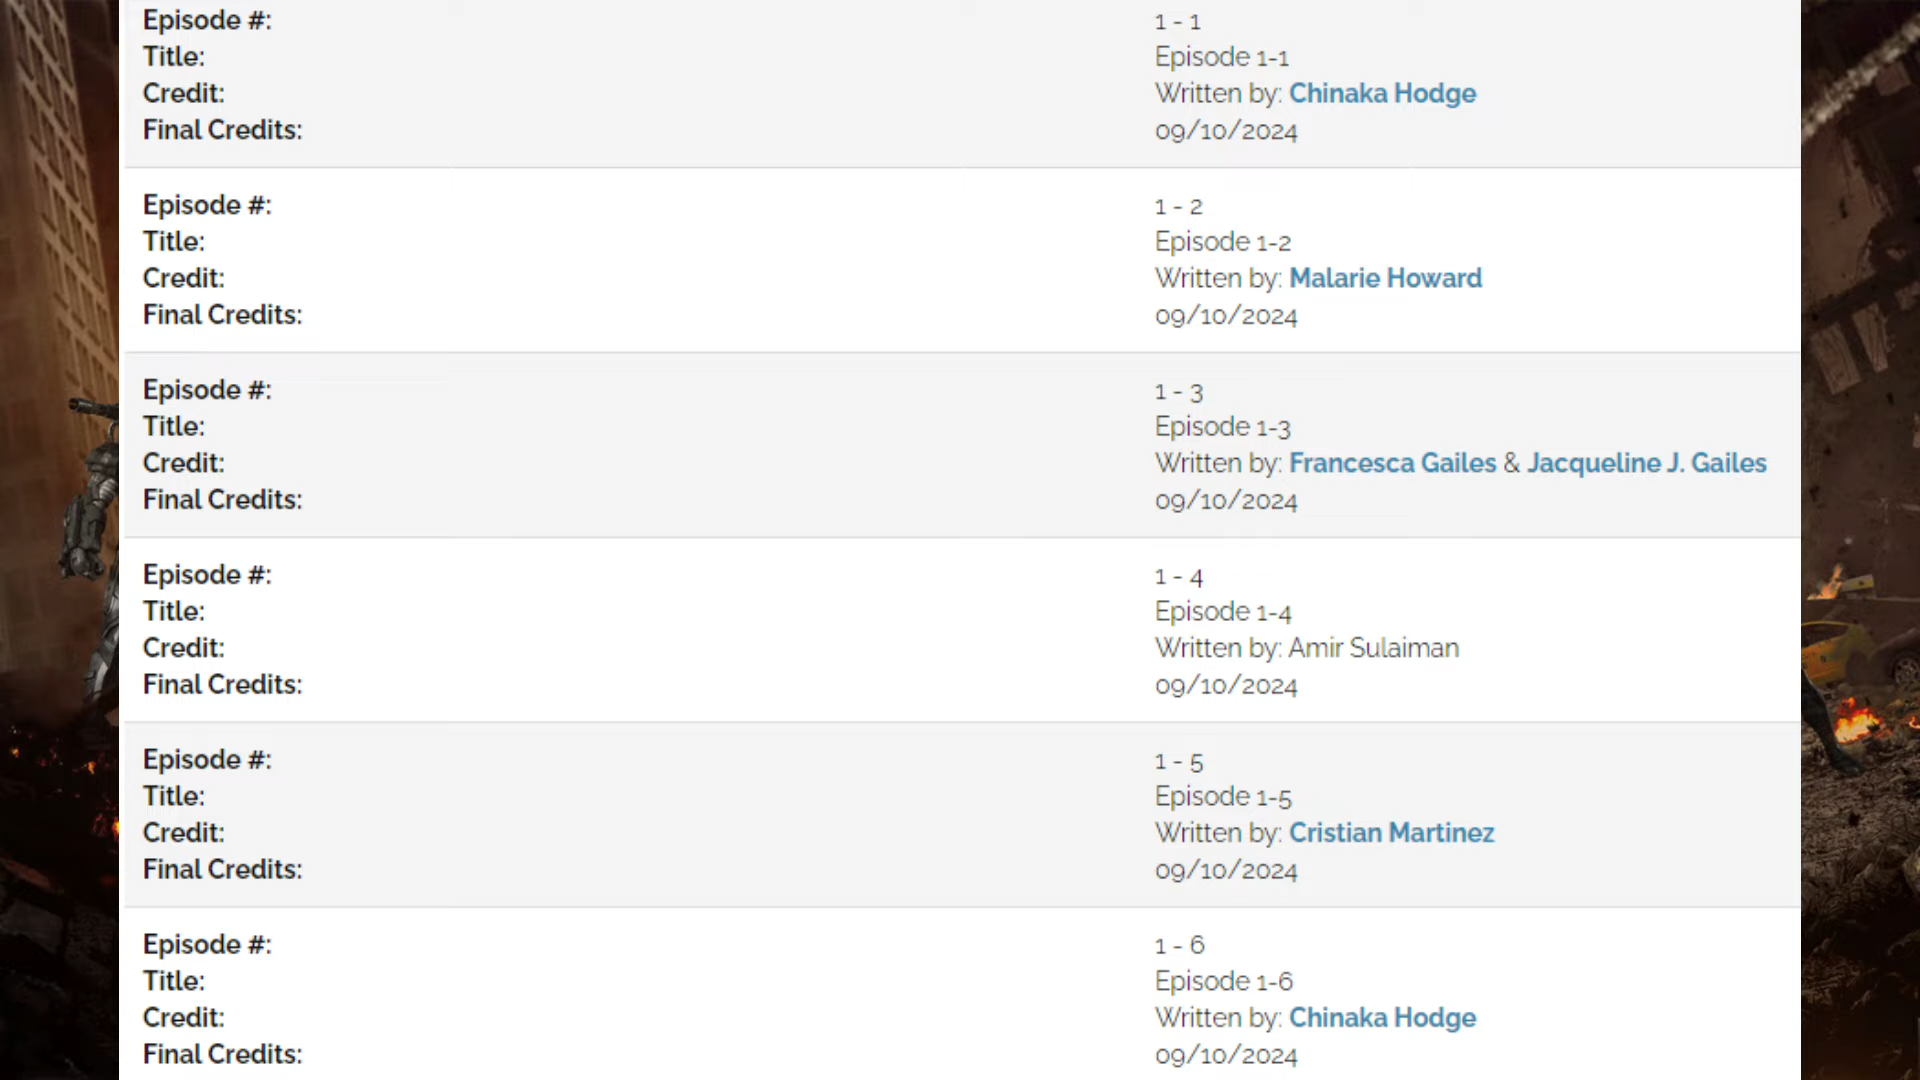 Episode #: 1 - 1
Title: Episode 1-1
Credit: Written by: Chinaka Hodge
Final Credits: 09/10/2024
Episode #: 1 - 2
Title: Episode 1-2
Credit: Written by: Malarie Howard
Final Credits: 09/10/2024
Episode #: 1 - 3
Title: Episode 1-3
Credit: Written by: Francesca Gailes & Jacqueline J. Gailes
Final Credits: 09/10/2024
Episode #: 1 - 4
Title: Episode 1-4
Credit: Written by: Amir Sulaiman
Final Credits: 09/10/2024
Episode #: 1 - 5
Title: Episode 1-5
Credit: Written by: Cristian Martinez
Final Credits: 09/10/2024
Episode #: 1 - 6
Title: Episode 1-6
Credit: Written by: Chinaka Hodge
Final Credits: 09/10/2024